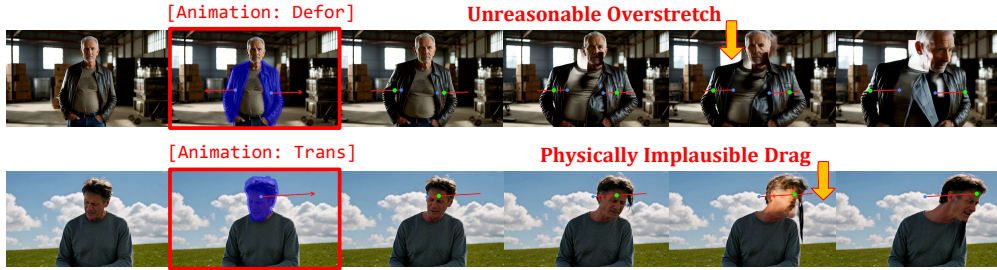 [Animation: Defor]
Unreasonable Overstretch
[Animation: Trans]
Physically Implausible Drag